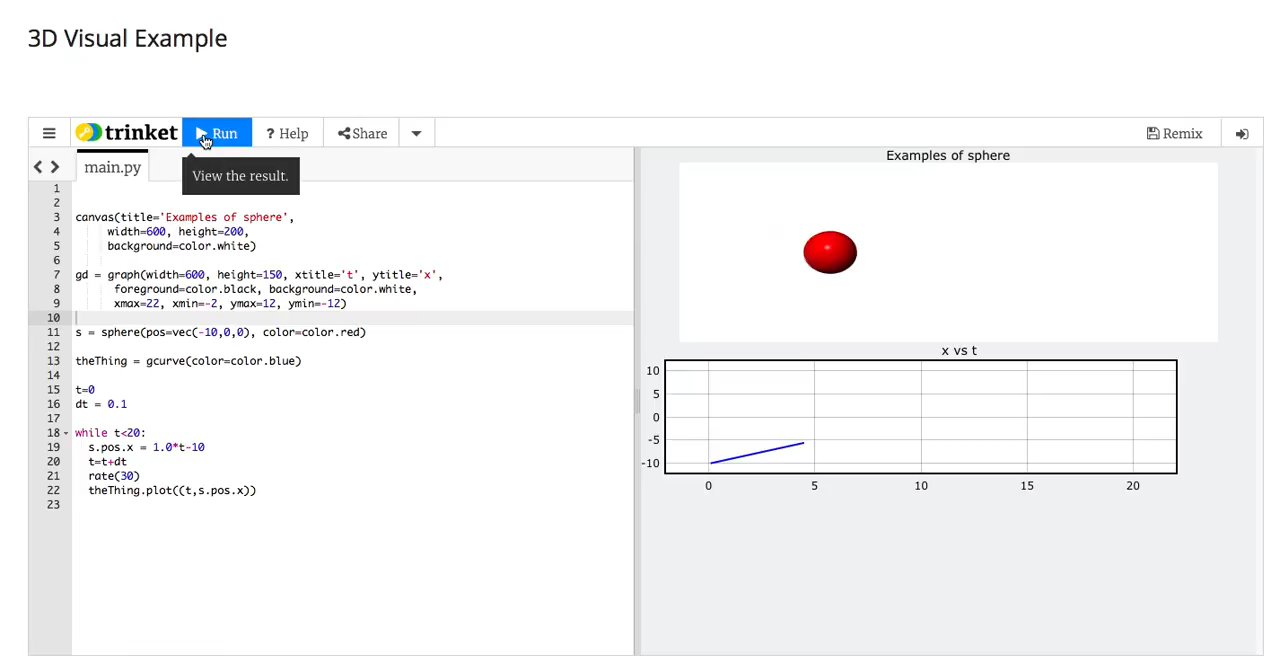 3D Visual Example
trinket Run ? Help Share Remix
main.py
View the result.
1
2
3 canvas(title='Examples of sphere',
4 width=600, height=200,
5 background=color.white)
6
7 gd = graph(width=600, height=150, xtitle='t', ytitle='x',
8 foreground=color.black, background=color.white,
9 xmax=22, xmin=-2, ymax=12, ymin=-12)
10
11 s = sphere(pos=vec(-10,0,0), color=color.red)
12
13 theThing = gcurve(color=color.blue)
14
15 t=0
16 dt = 0.1
17
18 while t<20:
19 s.pos.x = 1.0*t-10
20 t=t+dt
21 rate(30)
22 theThing.plot((t,s.pos.x))
23
Examples of sphere
x vs t
10
5
0
-5
-10
0 5 10 15 20